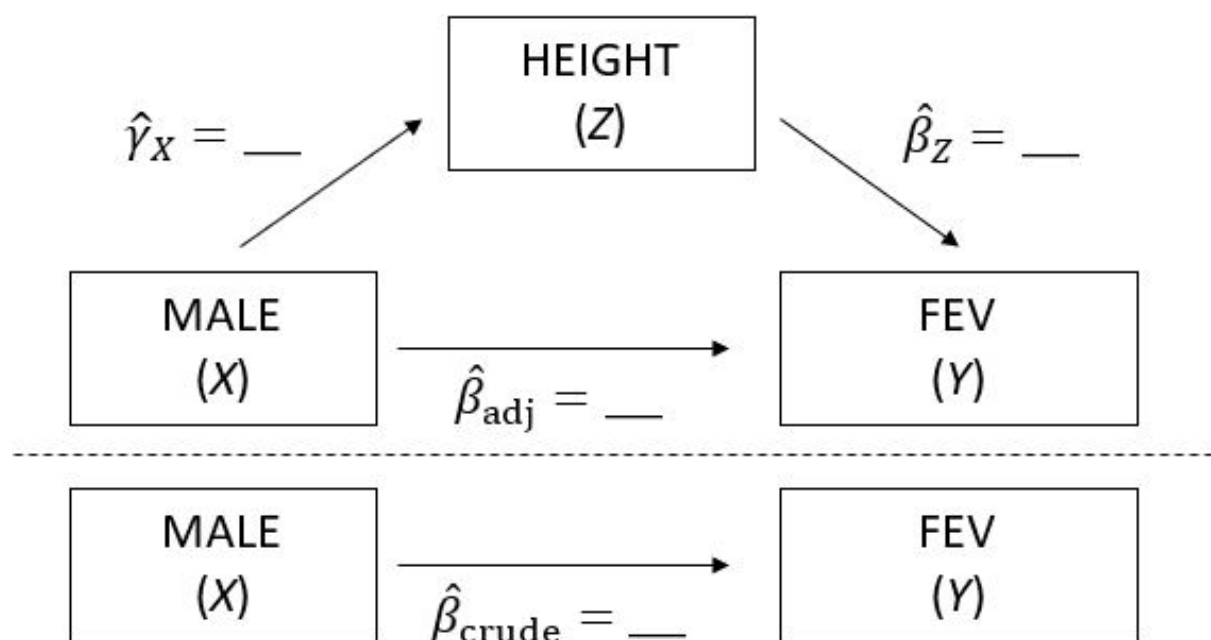 HEIGHT
(Z)
γ̂_X = __
β̂_Z = __
MALE
(X)
FEV
(Y)
β̂_adj = __
MALE
(X)
FEV
(Y)
β̂_crude = __